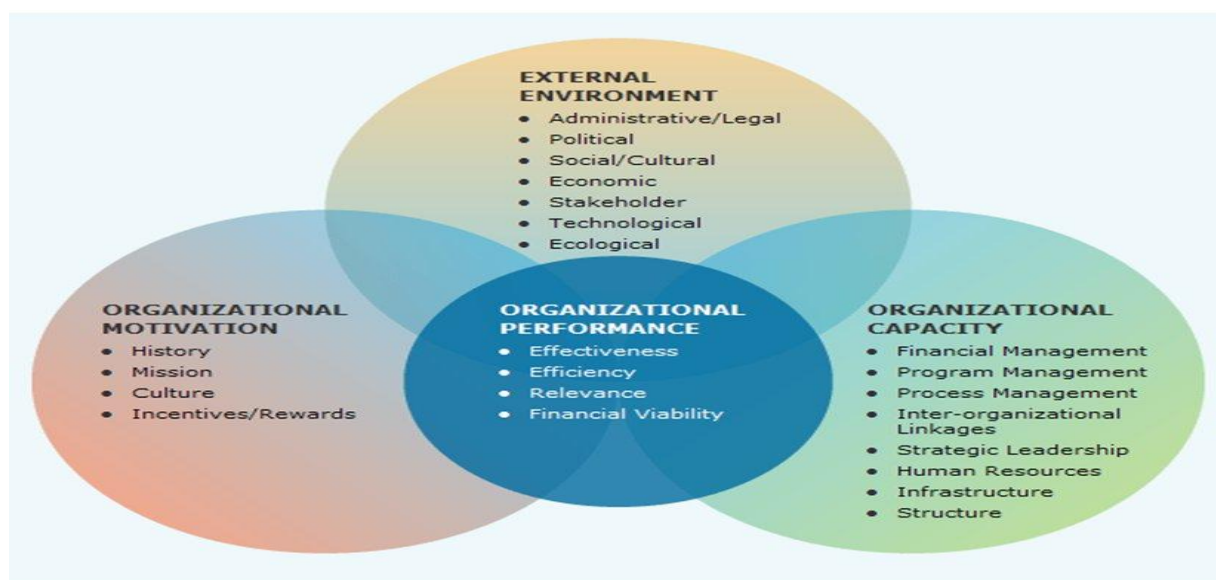 EXTERNAL
ENVIRONMENT
• Administrative/Legal
• Political
• Social/Cultural
• Economic
• Stakeholder
• Technological
• Ecological
ORGANIZATIONAL
MOTIVATION
• History
• Mission
• Culture
• Incentives/Rewards
ORGANIZATIONAL
PERFORMANCE
• Effectiveness
• Efficiency
• Relevance
• Financial Viability
ORGANIZATIONAL
CAPACITY
• Financial Management
• Program Management
• Process Management
• Inter-organizational
Linkages
• Strategic Leadership
• Human Resources
• Infrastructure
• Structure